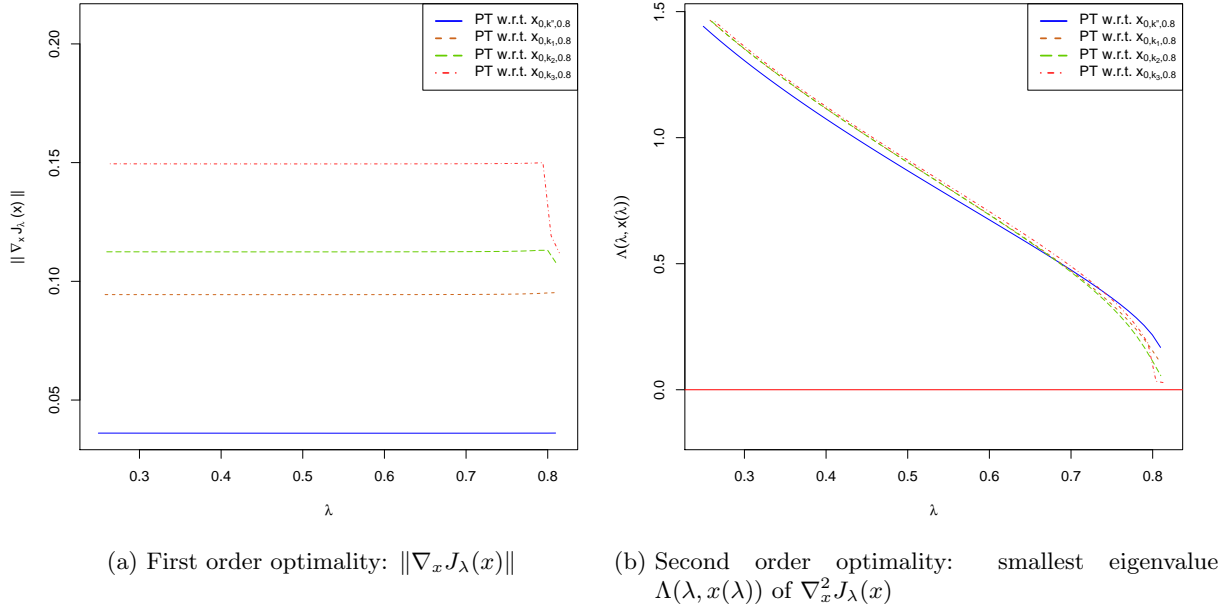 PT w.r.t. x0,k*,0.8
PT w.r.t. x0,k1,0.8
PT w.r.t. x0,k2,0.8
PT w.r.t. x0,k3,0.8
0.20
0.15
0.10
0.05
|| ∇x Jλ (x) ||
0.3 0.4 0.5 0.6 0.7 0.8
λ
PT w.r.t. x0,k*,0.8
PT w.r.t. x0,k1,0.8
PT w.r.t. x0,k2,0.8
PT w.r.t. x0,k3,0.8
1.5
1.0
0.5
0.0
Λ(λ, x(λ))
0.3 0.4 0.5 0.6 0.7 0.8
λ
(a) First order optimality: ‖∇xJλ(x)‖
(b) Second order optimality: smallest eigenvalue
Λ(λ, x(λ)) of ∇²xJλ(x)